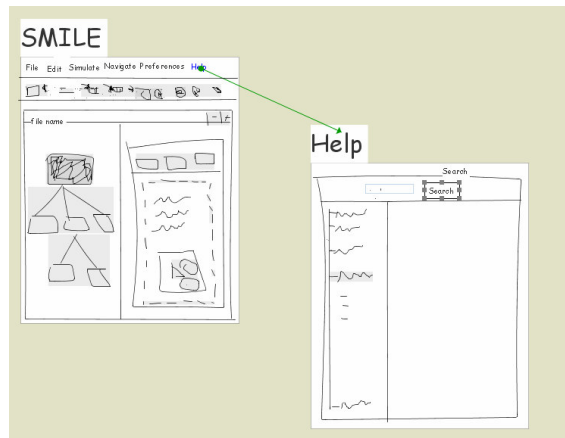 SMILE
File Edit Simulate Navigate Preferences Help
file name
Help
Search
Search